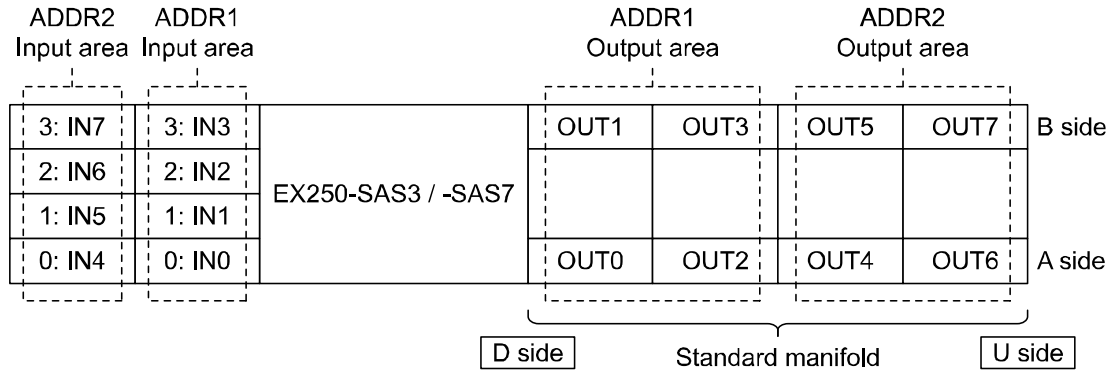 ADDR2 ADDR1 ADDR1 ADDR2
Input area Input area Output area Output area
3: IN7 3: IN3 OUT1 OUT3 OUT5 OUT7 B side
2: IN6 2: IN2
EX250-SAS3 / -SAS7
1: IN5 1: IN1
0: IN4 0: IN0 OUT0 OUT2 OUT4 OUT6 A side
D side Standard manifold U side